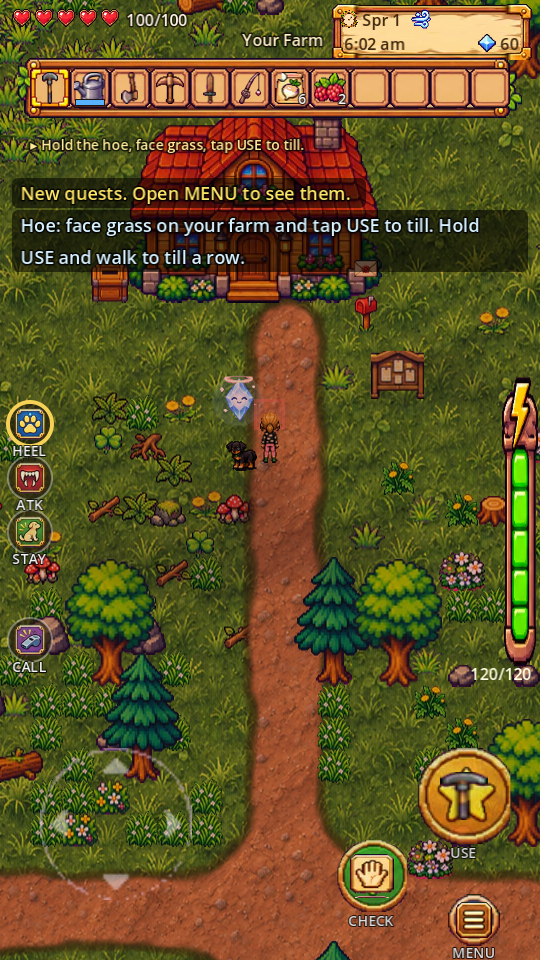 100/100
Spr 1
Your Farm
6:02 am
60
6
2
▸ Hold the hoe, face grass, tap USE to till.
New quests. Open MENU to see them.
Hoe: face grass on your farm and tap USE to till. Hold
USE and walk to till a row.
HEEL
ATK
STAY
CALL
120/120
USE
CHECK
MENU